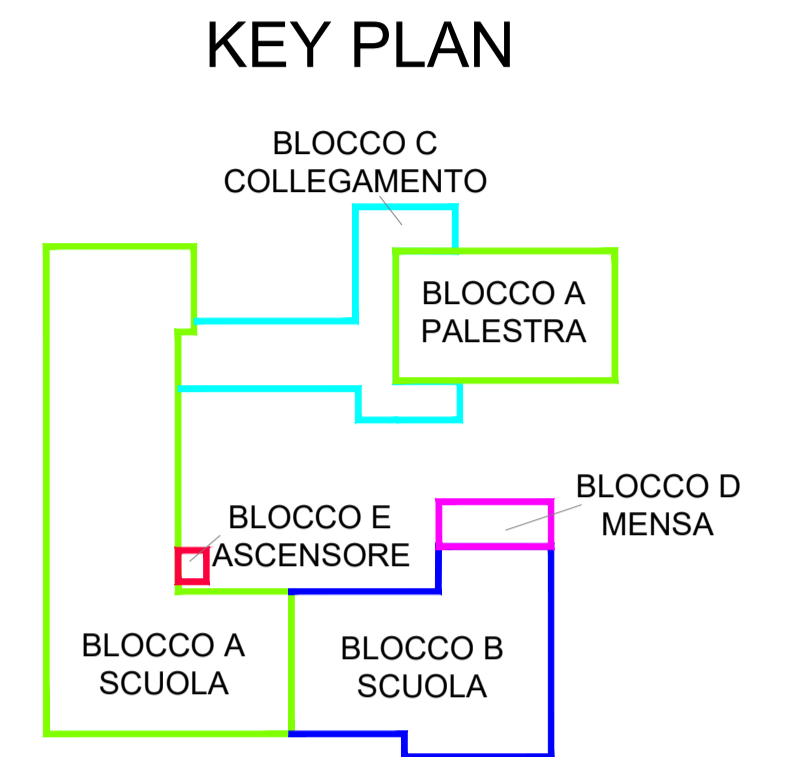 KEY PLAN
BLOCCO C
COLLEGAMENTO
BLOCCO A
PALESTRA
BLOCCO D
MENSA
BLOCCO E
ASCENSORE
BLOCCO A
SCUOLA
BLOCCO B
SCUOLA